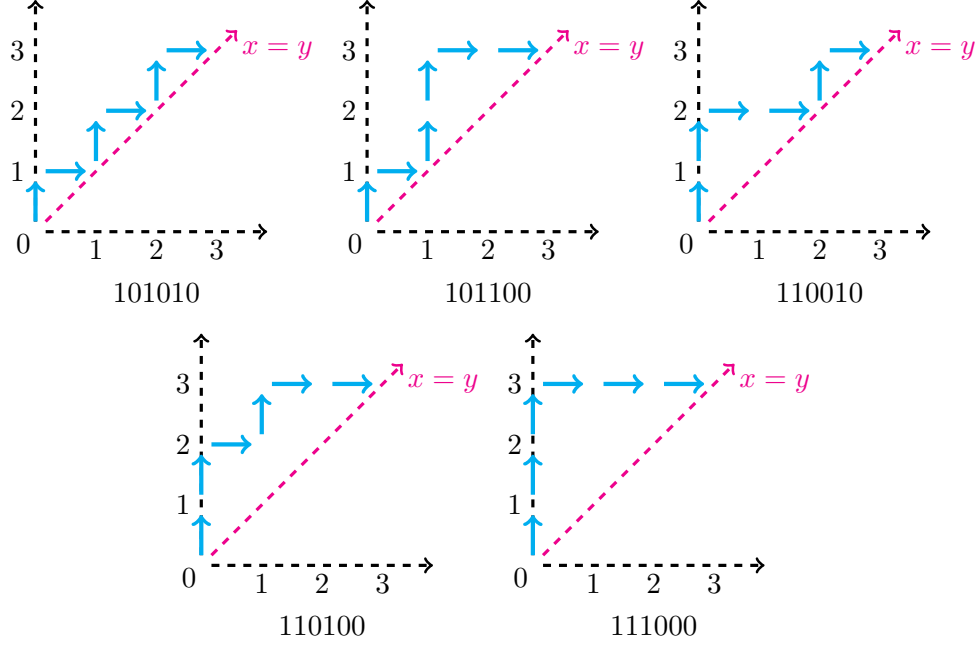 3 x = y 3 x = y 3 x = y
2 2 2
1 1 1
0 1 2 3 0 1 2 3 0 1 2 3
101010 101100 110010
3 x = y 3 x = y
2 2
1 1
0 1 2 3 0 1 2 3
110100 111000